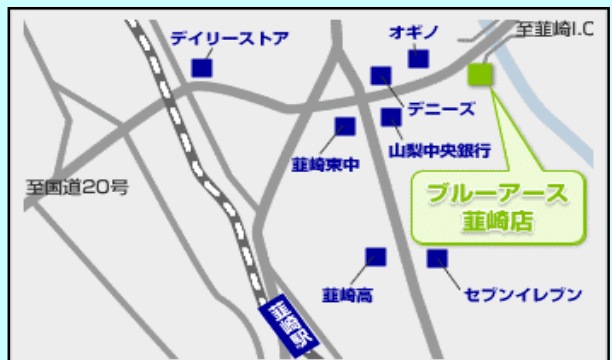 デイリーストア
オギノ
至韮崎I.C
デニーズ
山梨中央銀行
韮崎東中
至国道20号
ブルーアース
韮崎店
韮崎高
セブンイレブン
韮崎駅